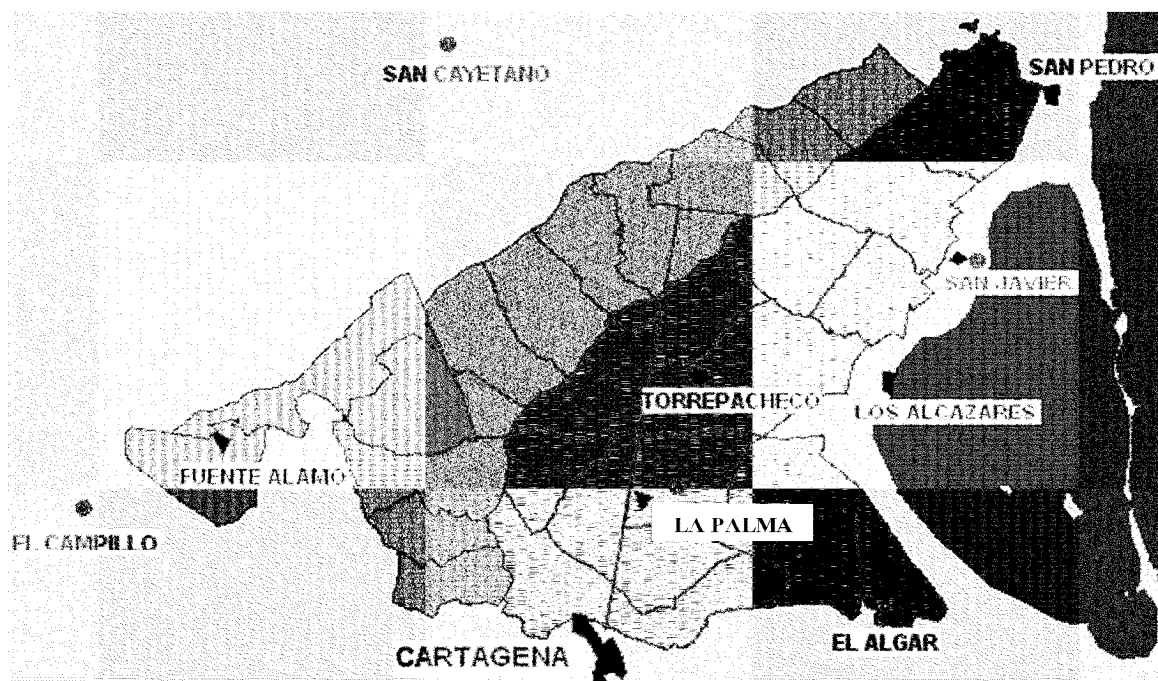 SAN CAYETANO
SAN PEDRO
SAN JAVIER
TORREPACHECO
LOS ALCAZARES
FUENTE ALAMO
LA PALMA
EL CAMPILLO
EL ALGAR
CARTAGENA